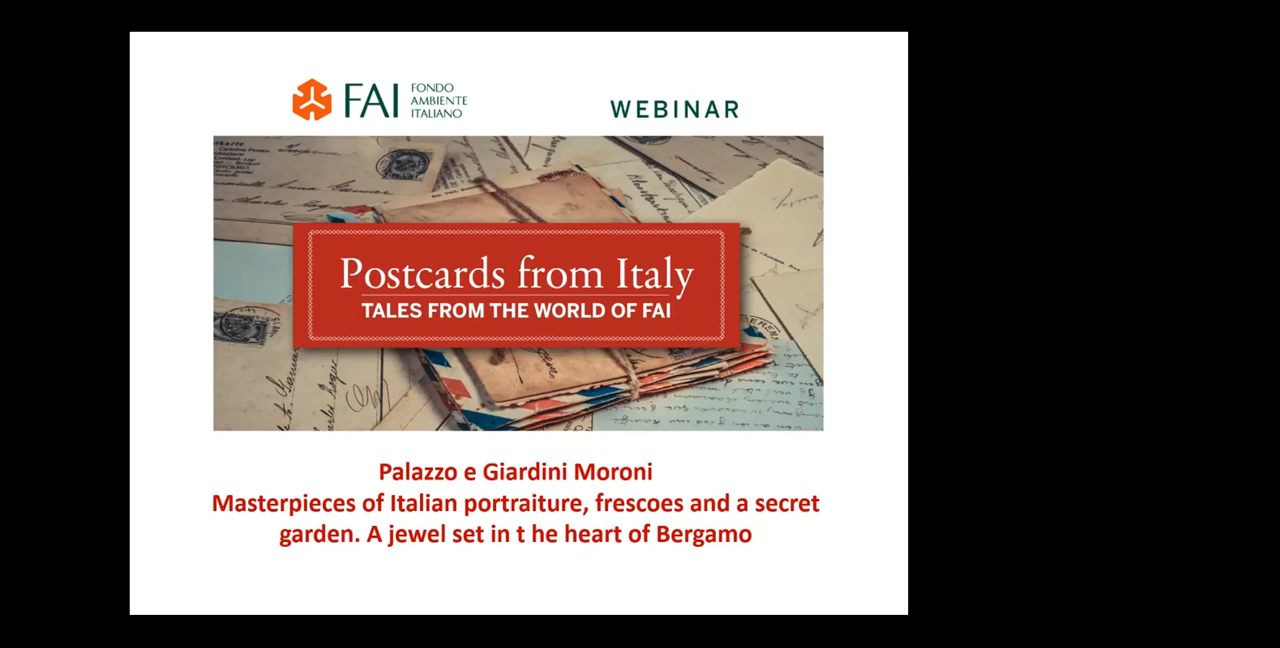 FAI
FONDO
AMBIENTE
ITALIANO
WEBINAR
Postcards from Italy
TALES FROM THE WORLD OF FAI
Palazzo e Giardini Moroni
Masterpieces of Italian portraiture, frescoes and a secret
garden. A jewel set in t he heart of Bergamo